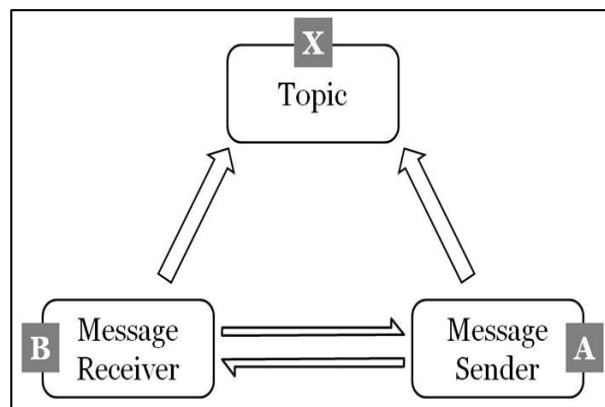 X
Topic
B
Message
Receiver
Message
Sender
A